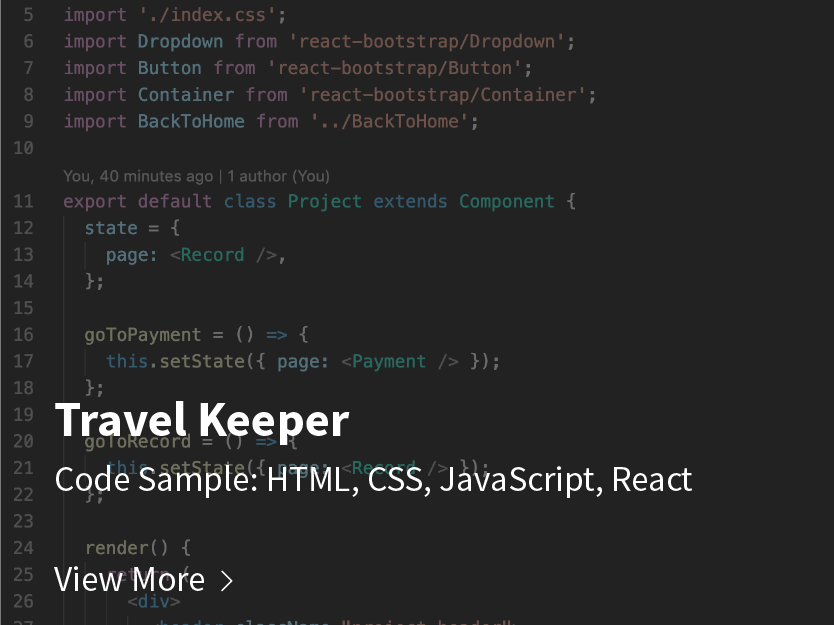 5 import './index.css';
6 import Dropdown from 'react-bootstrap/Dropdown';
7 import Button from 'react-bootstrap/Button';
8 import Container from 'react-bootstrap/Container';
9 import BackToHome from '../BackToHome';
10
You, 40 minutes ago | 1 author (You)
11 export default class Project extends Component {
12 state = {
13 page: <Record />,
14 };
15
16 goToPayment = () => {
17 this.setState({ page: <Payment /> });
18 };
19
Travel Keeper
20 goToRecord = () => {
21 this.setState({ page: <Record /> });
Code Sample: HTML, CSS, JavaScript, React
22 };
23
24 render() {
25 return (
View More >
26 <div>
27 <header className="project-header">